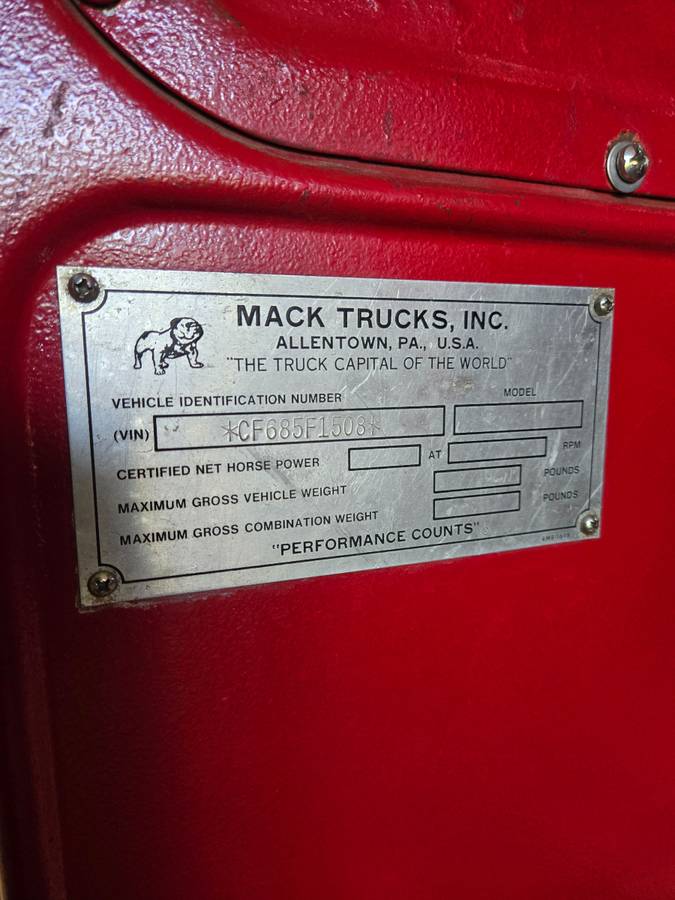 MACK TRUCKS, INC.
ALLENTOWN, PA., U.S.A.
"THE TRUCK CAPITAL OF THE WORLD"
VEHICLE IDENTIFICATION NUMBER MODEL
(VIN) *CF685F1508*
CERTIFIED NET HORSE POWER AT RPM
MAXIMUM GROSS VEHICLE WEIGHT POUNDS
MAXIMUM GROSS COMBINATION WEIGHT POUNDS
"PERFORMANCE COUNTS"